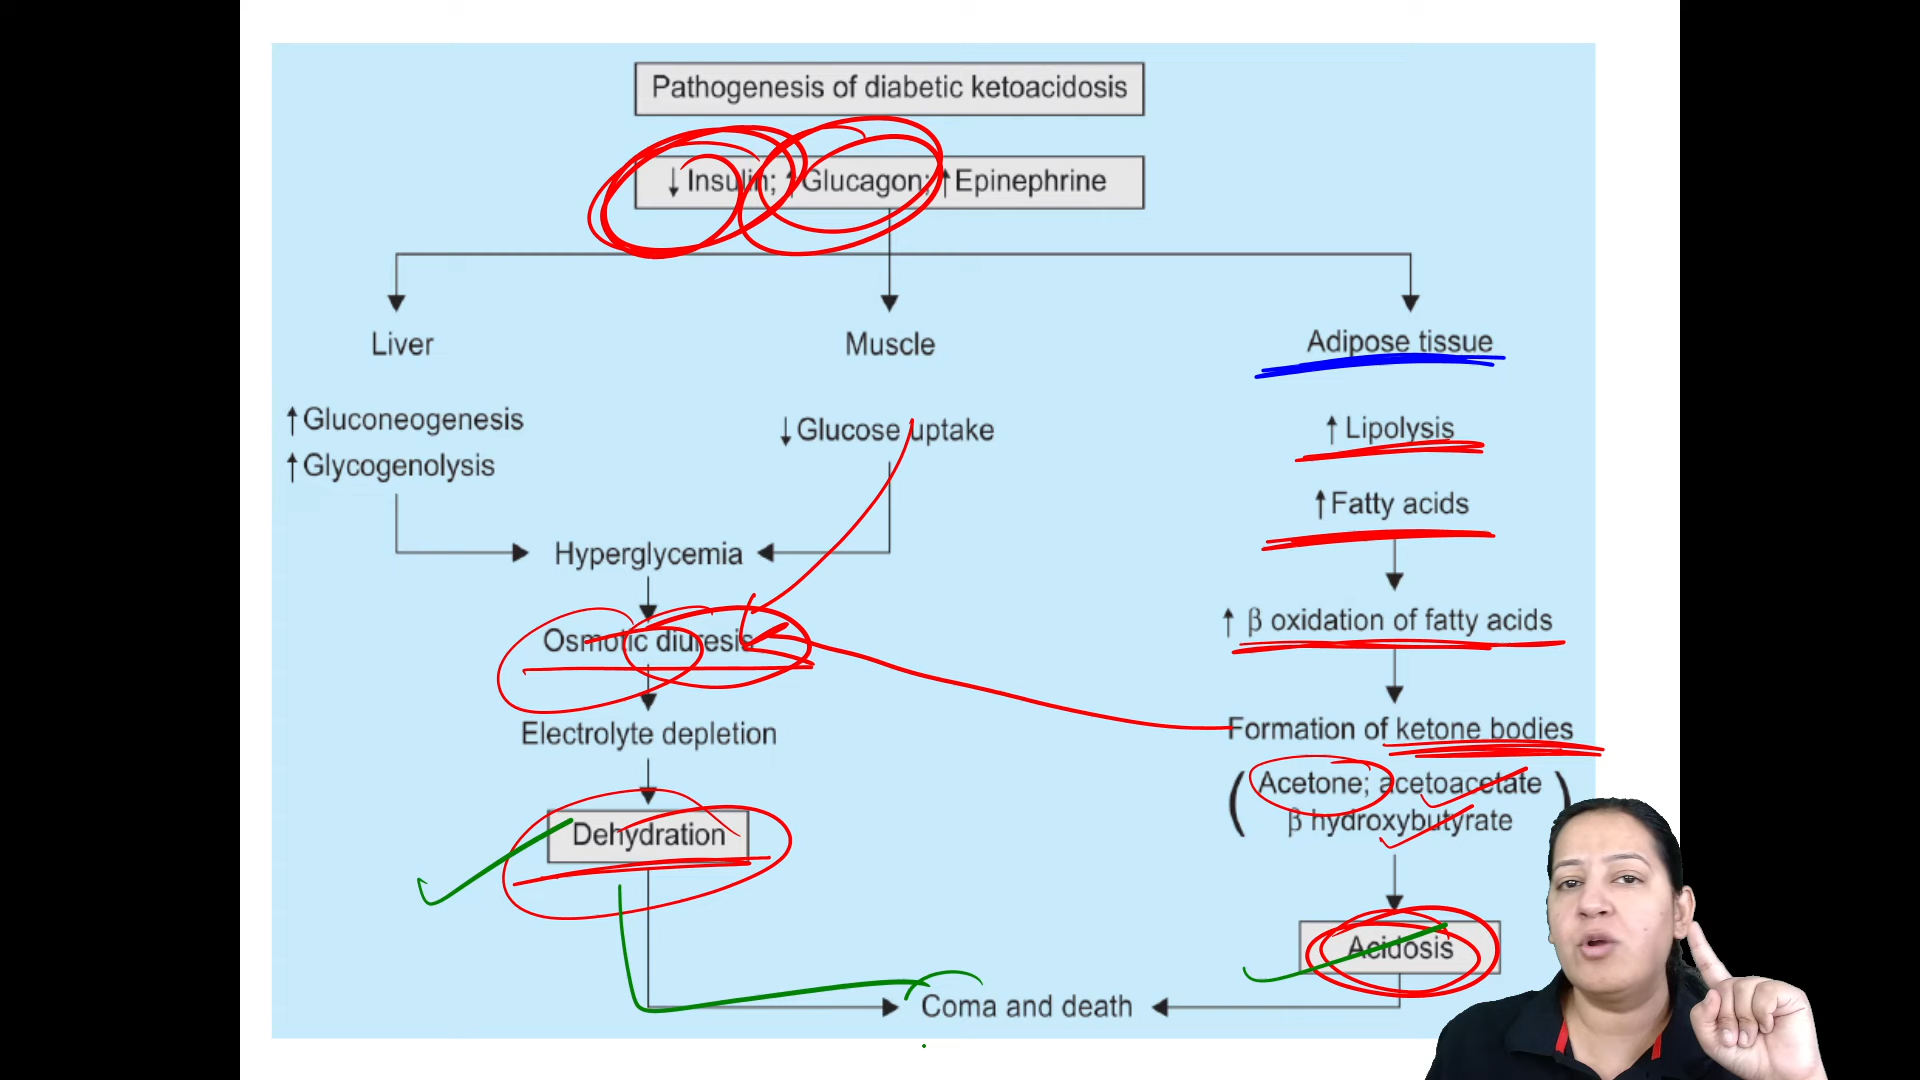 Pathogenesis of diabetic ketoacidosis
↓ Insulin; ↑ Glucagon; ↑ Epinephrine
Liver
Muscle
Adipose tissue
↑ Gluconeogenesis
↑ Glycogenolysis
↓ Glucose uptake
↑ Lipolysis
↑ Fatty acids
Hyperglycemia
↑ β oxidation of fatty acids
Osmotic diuresis
Electrolyte depletion
Formation of ketone bodies
(Acetone; acetoacetate
β hydroxybutyrate)
Dehydration
Acidosis
Coma and death